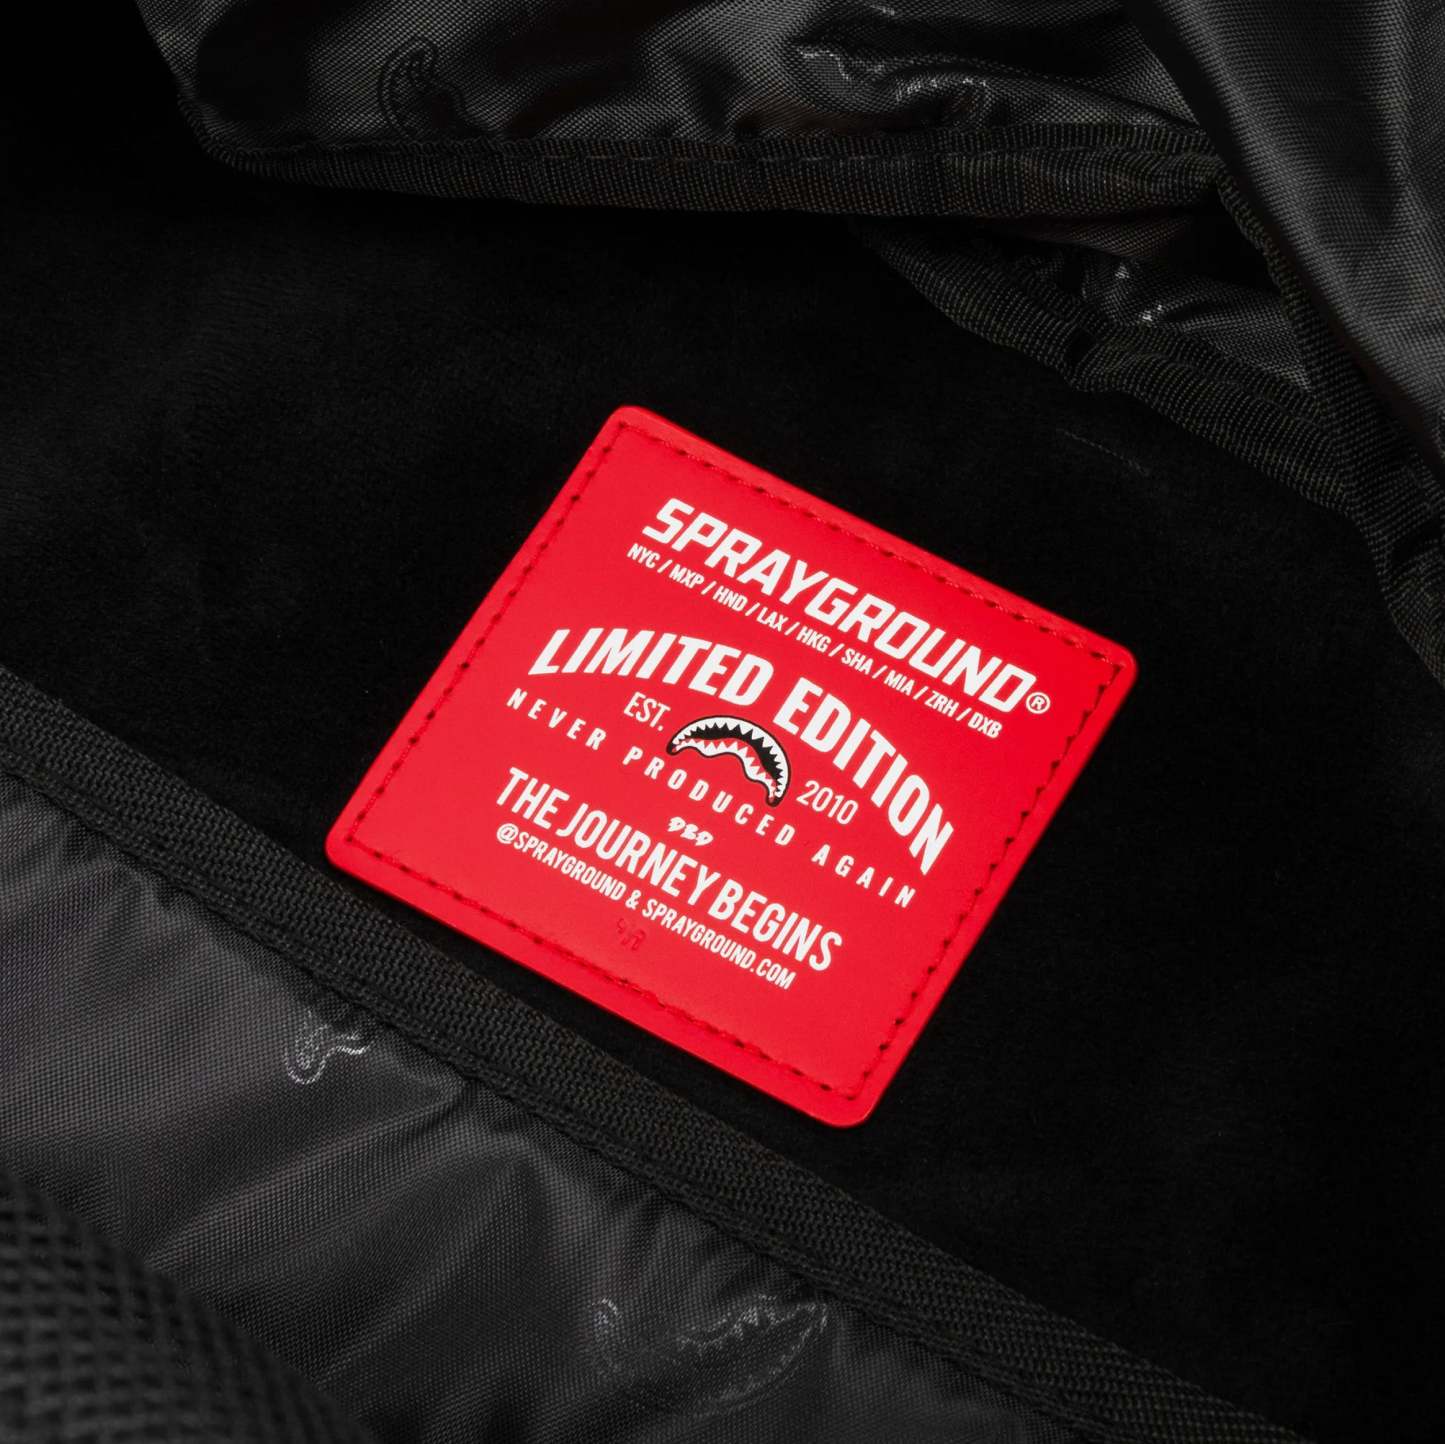 SPRAYGROUND®
NYC / MXP / HND / LAX / HKG / SHA / MIA / ZRH / DXB
LIMITED EDITION
EST. 2010
NEVER PRODUCED AGAIN
DBD
THE JOURNEY BEGINS
@SPRAYGROUND & SPRAYGROUND.COM